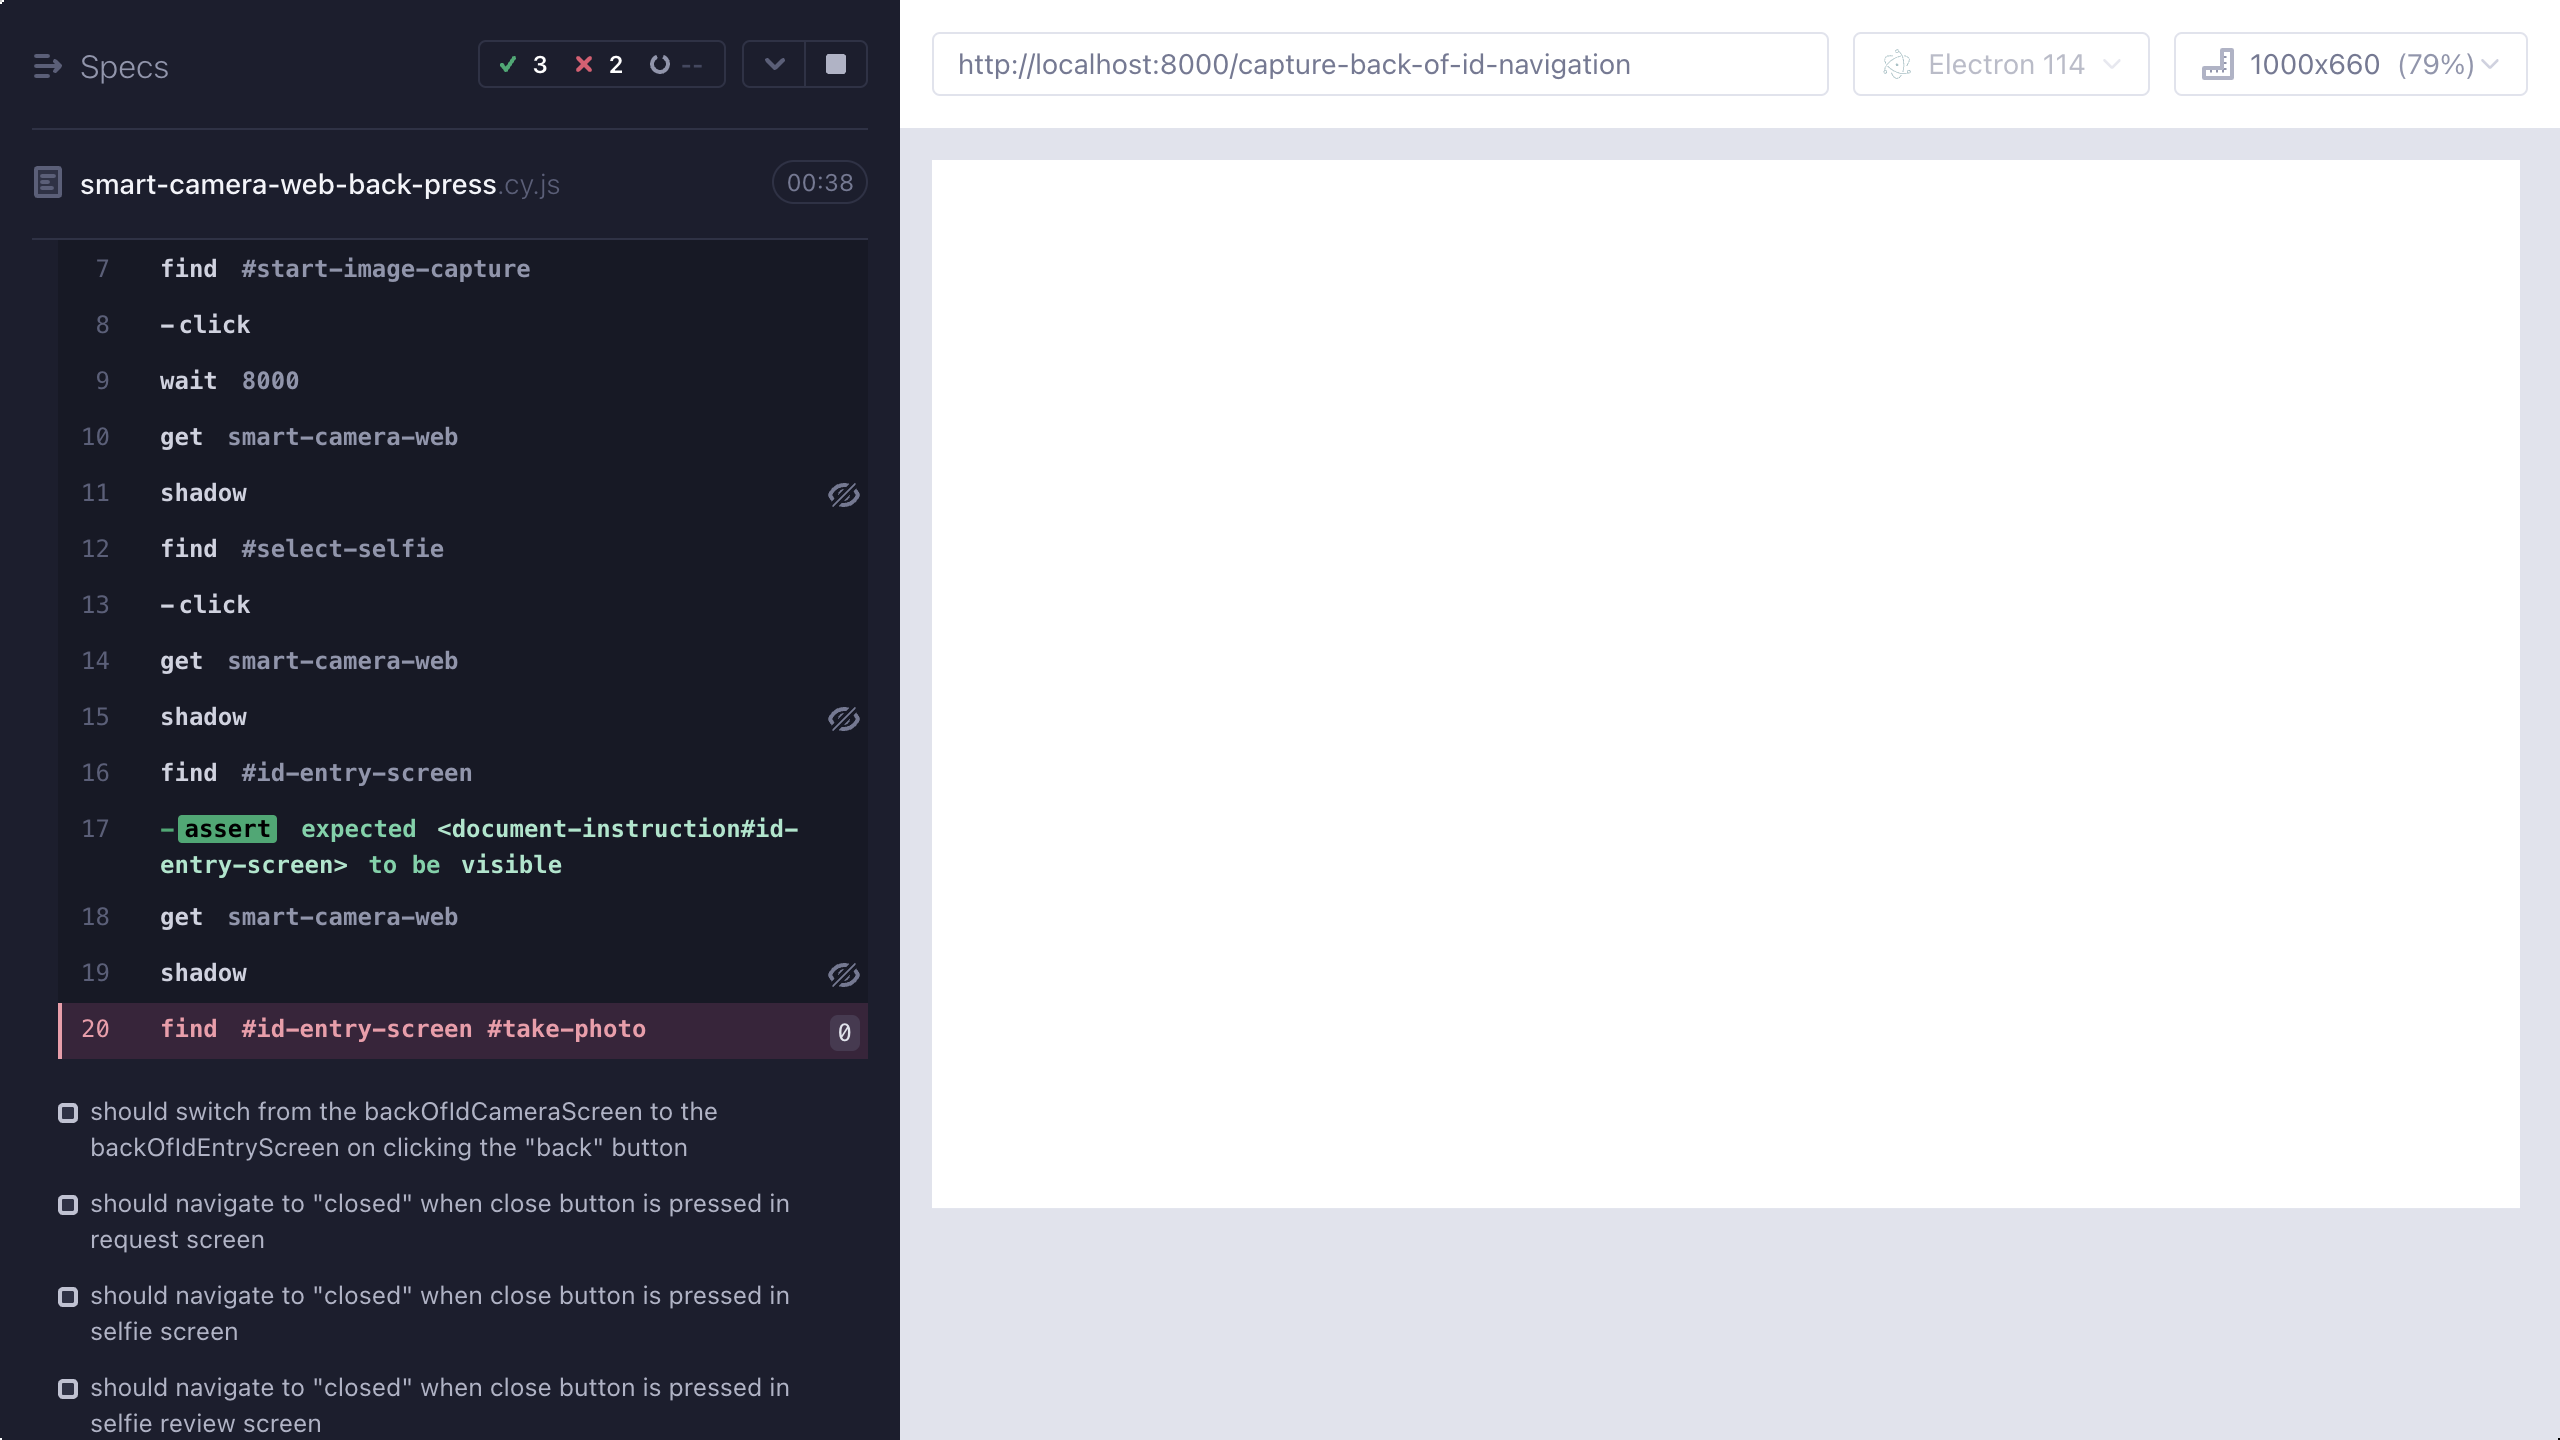 Specs
3 2 --
smart-camera-web-back-press.cy.js 00:38
7 find #start-image-capture
8 -click
9 wait 8000
10 get smart-camera-web
11 shadow
12 find #select-selfie
13 -click
14 get smart-camera-web
15 shadow
16 find #id-entry-screen
17 -assert expected <document-instruction#id-
entry-screen> to be visible
18 get smart-camera-web
19 shadow
20 find #id-entry-screen #take-photo 0
should switch from the backOfIdCameraScreen to the
backOfIdEntryScreen on clicking the "back" button
should navigate to "closed" when close button is pressed in
request screen
should navigate to "closed" when close button is pressed in
selfie screen
should navigate to "closed" when close button is pressed in
selfie review screen
http://localhost:8000/capture-back-of-id-navigation
Electron 114
1000x660 (79%)